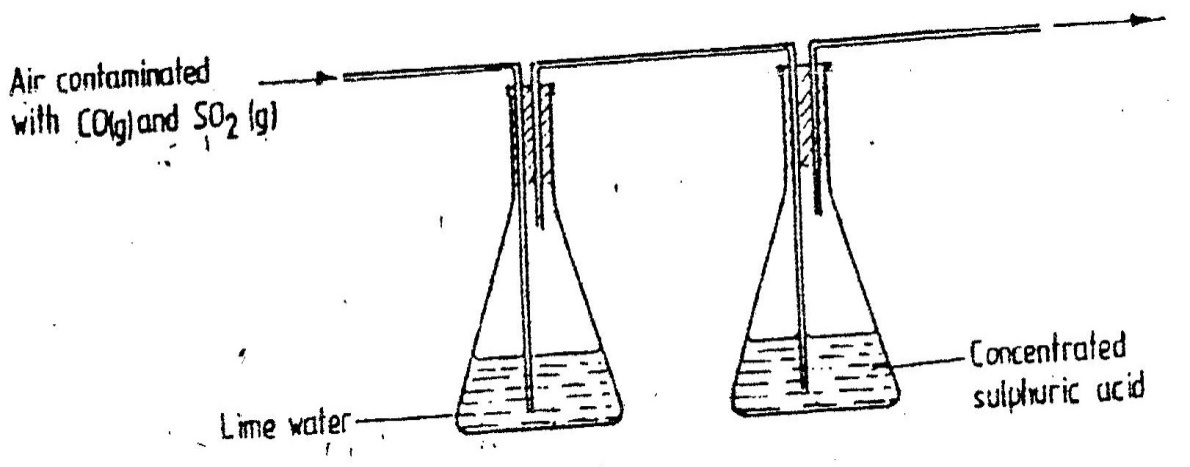 Air contaminated
with CO(g) and SO₂ (g)
Lime water
Concentrated
sulphuric acid